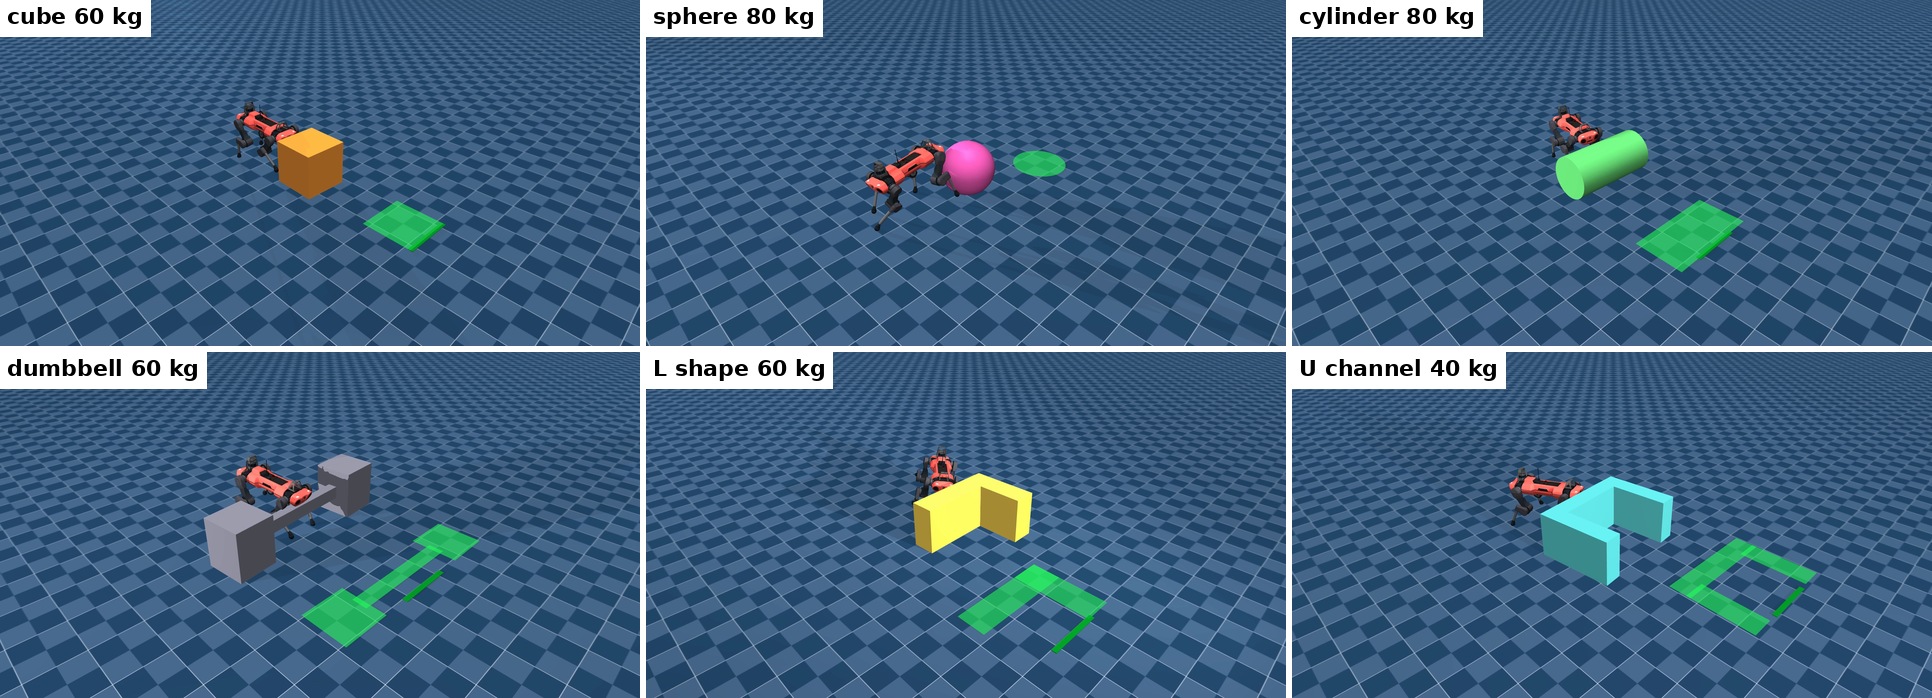 cube 60 kg
sphere 80 kg
cylinder 80 kg
dumbbell 60 kg
L shape 60 kg
U channel 40 kg